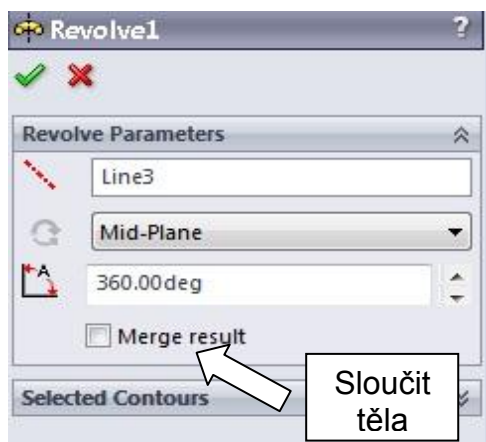 Revolve1 ?
Revolve Parameters
Line3
Mid-Plane
A 360.00deg
Merge result
Selected Contours
Sloučit
těla